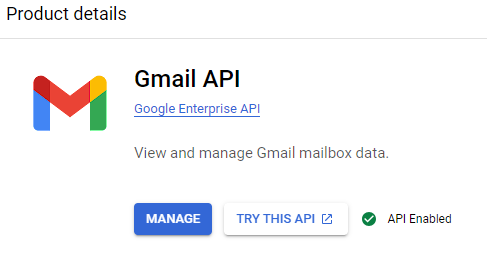 Product details
Gmail API
Google Enterprise API
View and manage Gmail mailbox data.
MANAGE
TRY THIS API
API Enabled